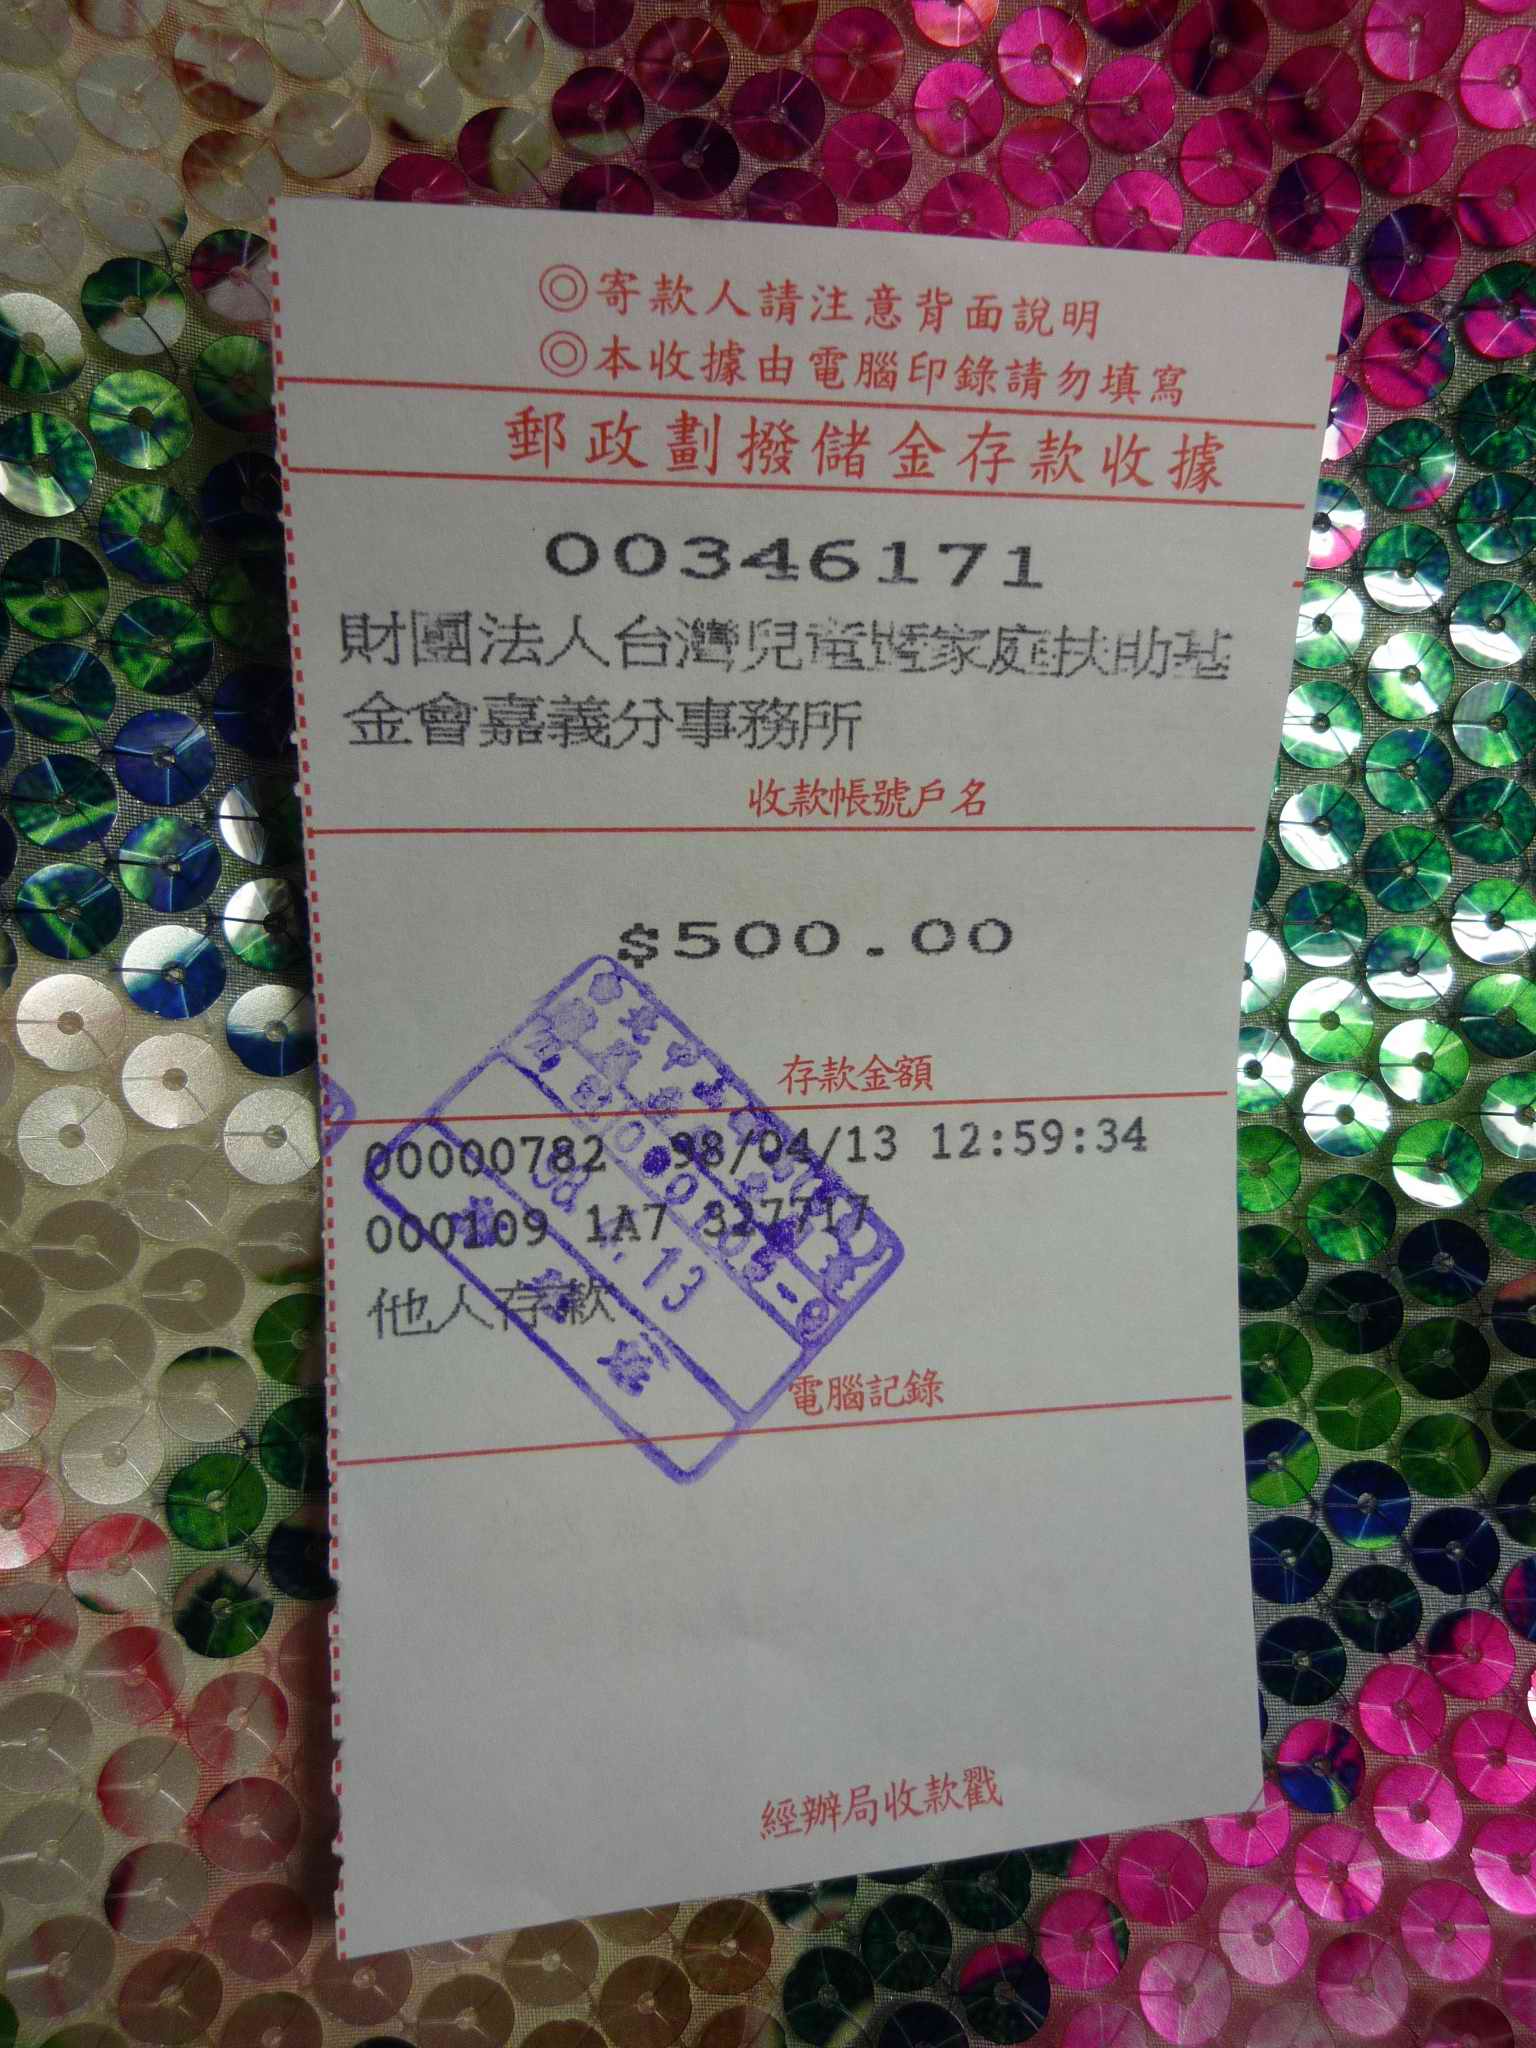 ◎寄款人請注意背面說明
◎本收據由電腦印錄請勿填寫
郵政劃撥儲金存款收據
00346171
財團法人台灣兒童暨家庭扶助基
金會嘉義分事務所
收款帳號戶名
$500.00
存款金額
00000782 98/04/13 12:59:34
000109 1A7 327717
他人存款
電腦記錄
經辦局收款戳